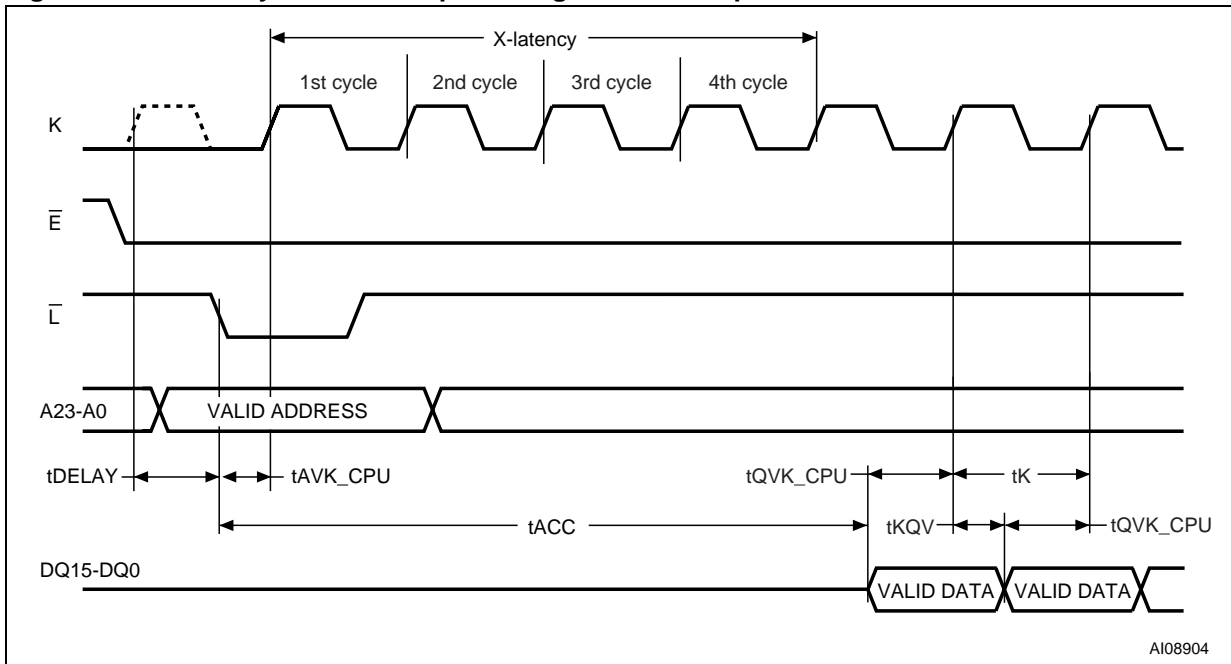 X-latency
1st cycle
2nd cycle
3rd cycle
4th cycle
K
E
L
A23-A0
VALID ADDRESS
tDELAY
tAVK_CPU
tQVK_CPU
tK
tACC
tKQV
tQVK_CPU
DQ15-DQ0
VALID DATA
VALID DATA
AI08904